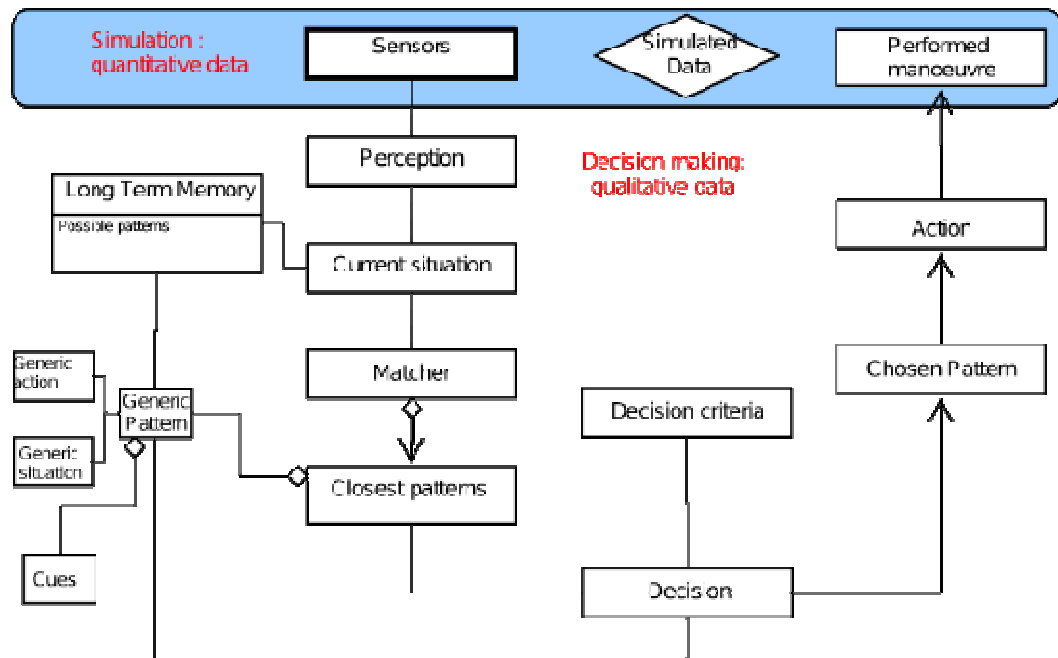 Simulation :
quantitative data
Sensors
Simulated
Data
Performed
manoeuvre
Perception
Decision making:
qualitative data
Long Term Memory
Possible patterns
Current situation
Action
Generic
action
Matcher
Chosen Pattern
Generic
Pattern
Decision criteria
Generic
situation
Closest patterns
Cues
Decision